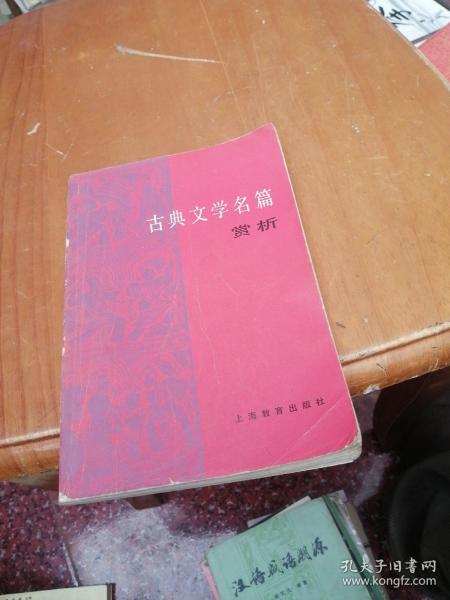 古典文学名篇
赏析
上海教育出版社
汉语成语溯源
孔夫子旧书网
www.kongfz.com